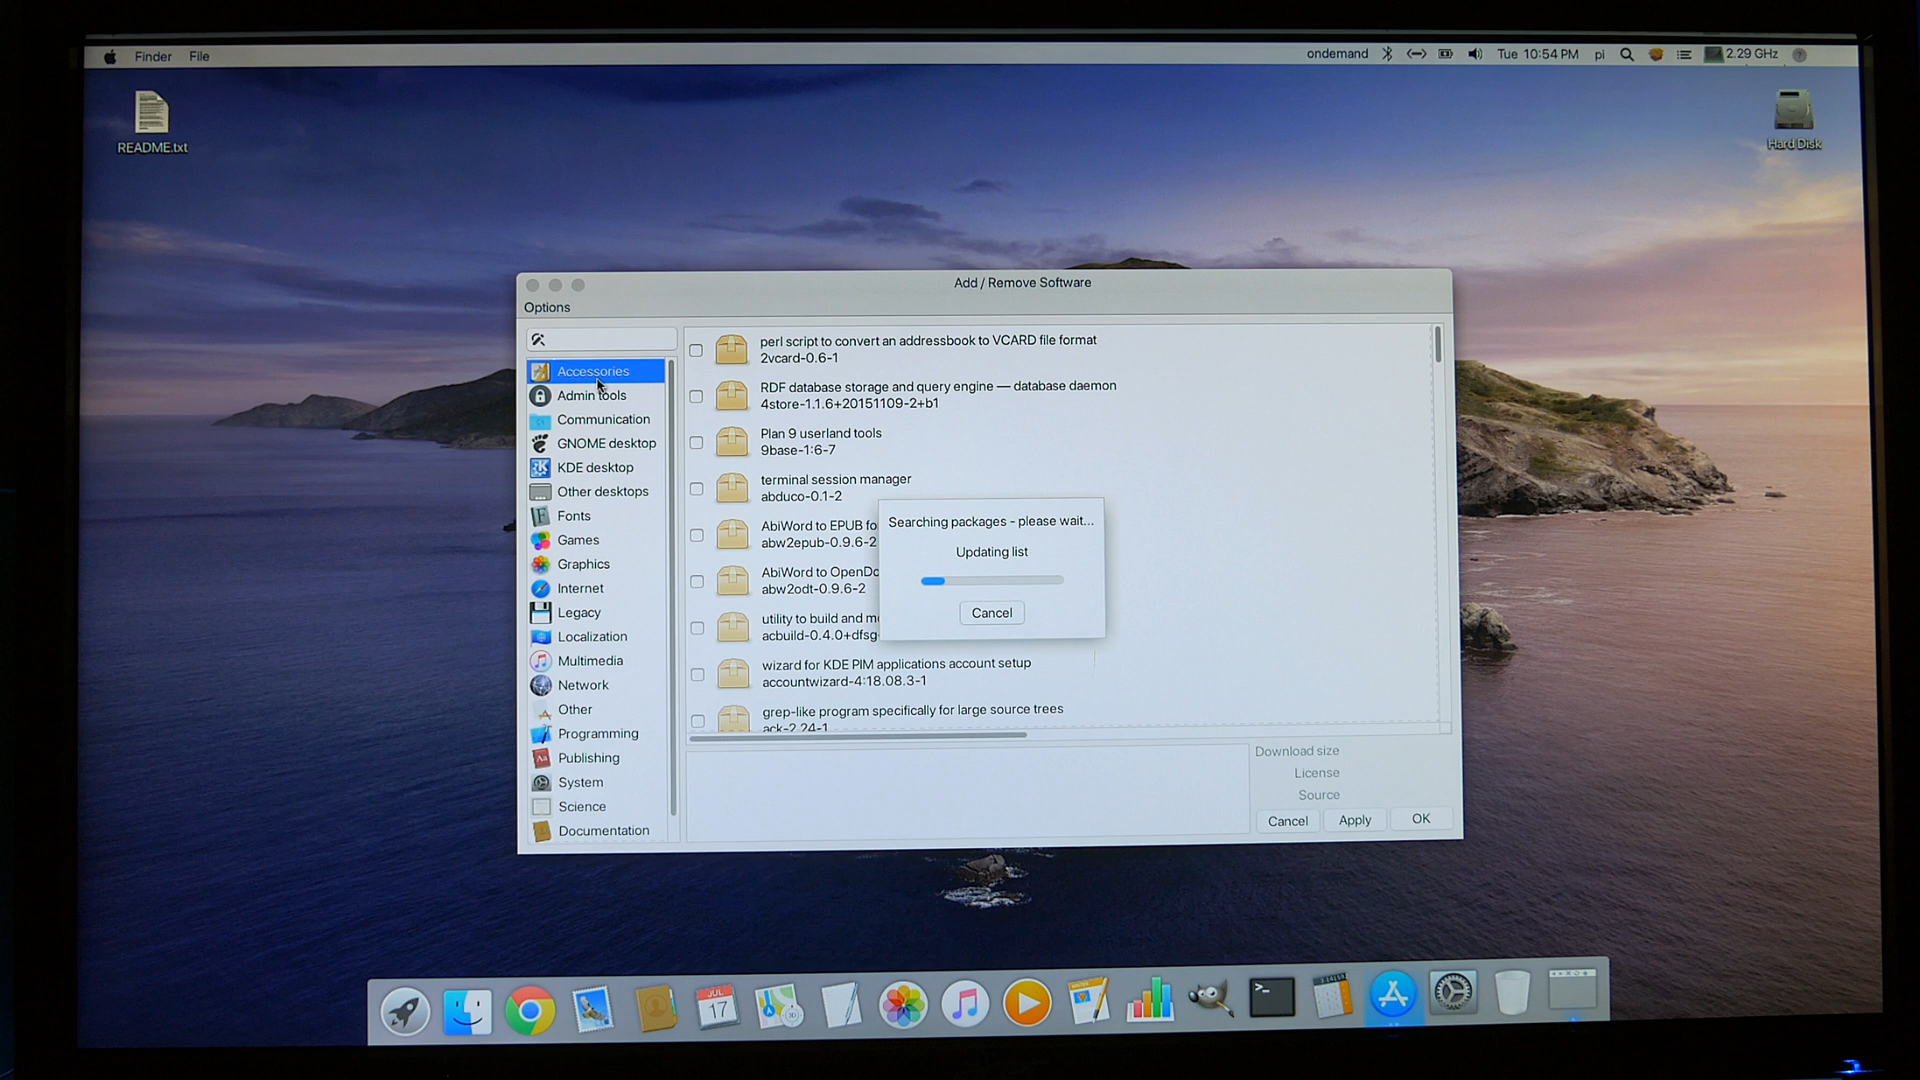 Finder File
ondemand Tue 10:54 PM pi 2.29 GHz
README.txt
Hard Disk
Add / Remove Software
Options
Accessories
Admin tools
Communication
GNOME desktop
KDE desktop
Other desktops
Fonts
Games
Graphics
Internet
Legacy
Localization
Multimedia
Network
Other
Programming
Publishing
System
Science
Documentation
perl script to convert an addressbook to VCARD file format
2vcard-0.6-1
RDF database storage and query engine — database daemon
4store-1.1.6+20151109-2+b1
Plan 9 userland tools
9base-1:6-7
terminal session manager
abduco-0.1-2
AbiWord to EPUB fo
abw2epub-0.9.6-2
AbiWord to OpenDo
abw2odt-0.9.6-2
utility to build and m
acbuild-0.4.0+dfsg-
wizard for KDE PIM applications account setup
accountwizard-4:18.08.3-1
grep-like program specifically for large source trees
ack-2.24-1
Searching packages - please wait...
Updating list
Cancel
Download size
License
Source
Cancel Apply OK
JUL
17
3D